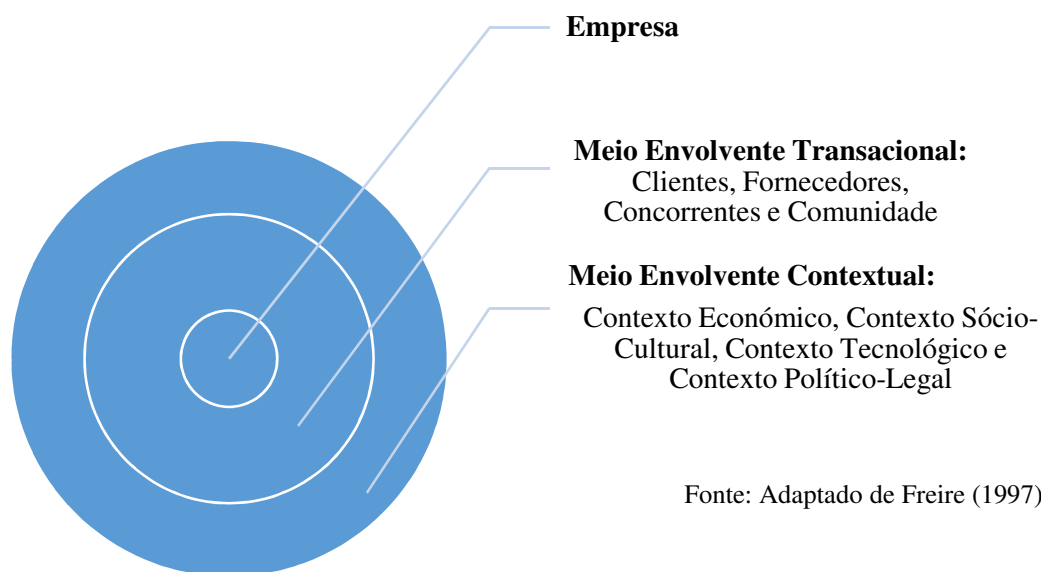 Empresa
Meio Envolvente Transacional:
Clientes, Fornecedores,
Concorrentes e Comunidade
Meio Envolvente Contextual:
Contexto Económico, Contexto Sócio-
Cultural, Contexto Tecnológico e
Contexto Político-Legal
Fonte: Adaptado de Freire (1997)